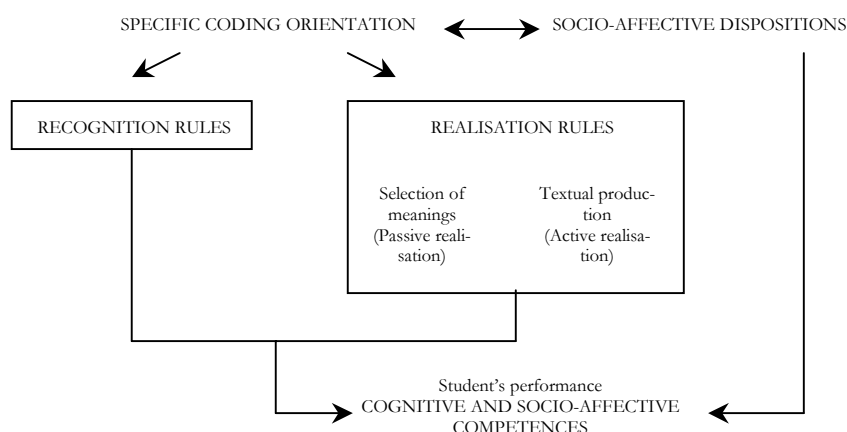 SPECIFIC CODING ORIENTATION
SOCIO-AFFECTIVE DISPOSITIONS
RECOGNITION RULES
REALISATION RULES
Selection of
meanings
(Passive reali-
sation)
Textual produc-
tion
(Active realisa-
tion)
Student's performance
COGNITIVE AND SOCIO-AFFECTIVE
COMPETENCES